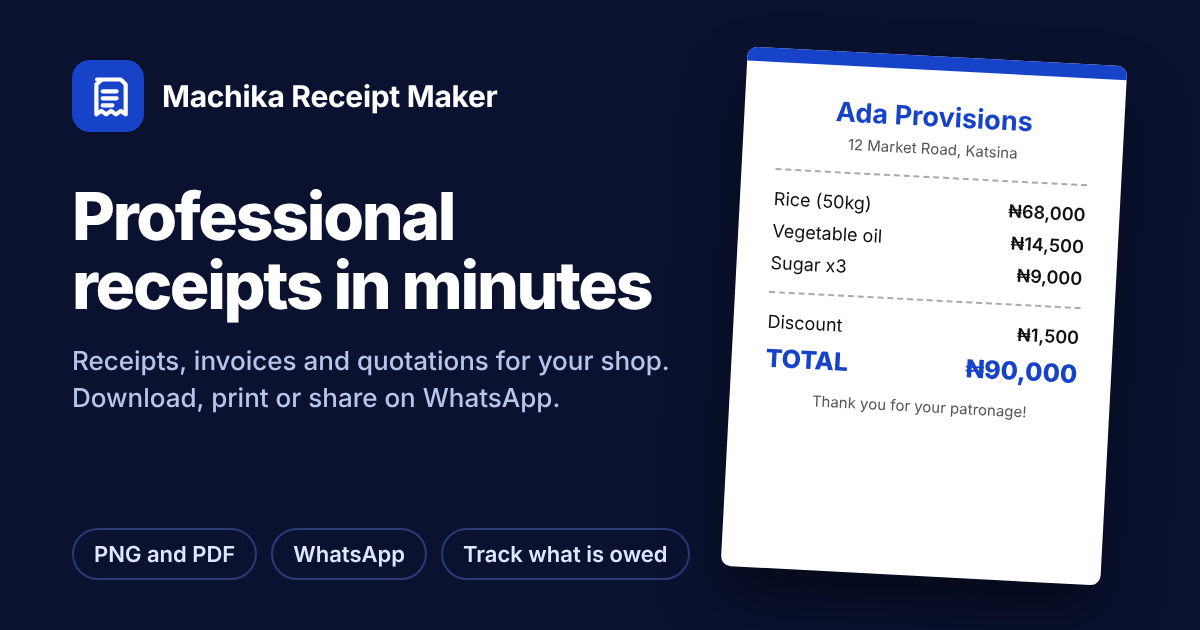 Machika Receipt Maker
Professional
receipts in minutes
Receipts, invoices and quotations for your shop.
Download, print or share on WhatsApp.
PNG and PDF
WhatsApp
Track what is owed
Ada Provisions
12 Market Road, Katsina
Rice (50kg) ₦68,000
Vegetable oil ₦14,500
Sugar x3 ₦9,000
Discount ₦1,500
TOTAL ₦90,000
Thank you for your patronage!